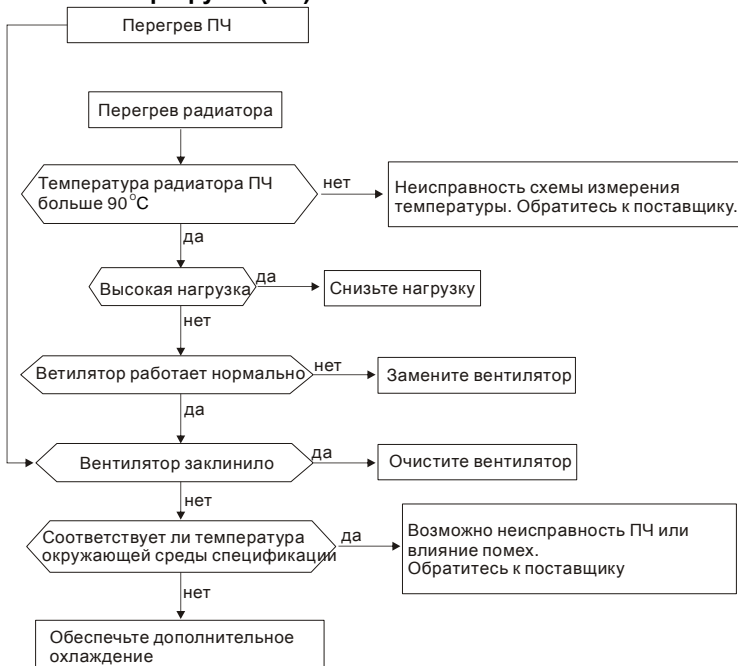 Перегрев ПЧ
Перегрев радиатора
Температура радиатора ПЧ
больше 90°C
нет
Неисправность схемы измерения
температуры. Обратитесь к поставщику.
да
Высокая нагрузка
да
Снизьте нагрузку
нет
Ветилятор работает нормально
нет
Замените вентилятор
да
Вентилятор заклинило
да
Очистите вентилятор
нет
Соответствует ли температура
окружающей среды спецификации
да
Возможно неисправность ПЧ или
влияние помех.
Обратитесь к поставщику
нет
Обеспечьте дополнительное
охлаждение